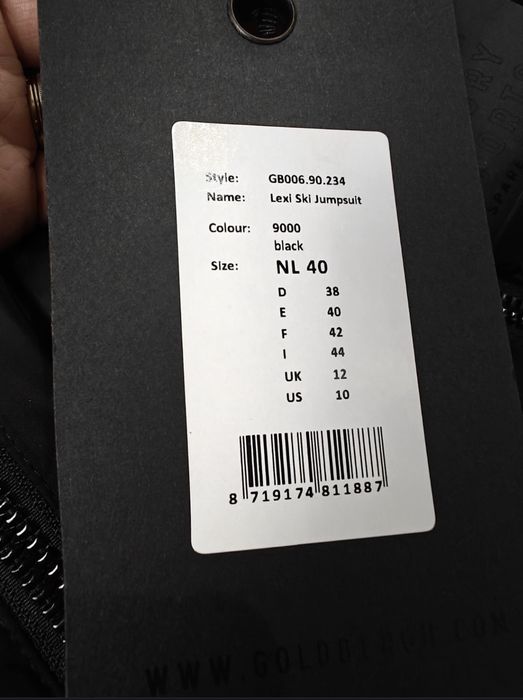 Style: GB006.90.234
Name: Lexi Ski Jumpsuit
Colour: 9000
black
Size: NL 40
D 38
E 40
F 42
I 44
UK 12
US 10
8 719174 811887